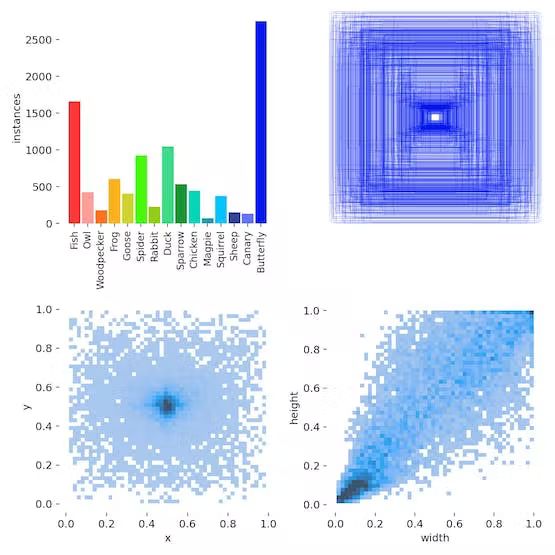 2500
2000
1500
1000
500
0
instances
Fish
Owl
Woodpecker
Frog
Goose
Spider
Rabbit
Duck
Sparrow
Chicken
Magpie
Squirrel
Sheep
Canary
Butterfly
1.0
0.8
0.6
0.4
0.2
0.0
y
0.0 0.2 0.4 0.6 0.8 1.0
x
1.0
0.8
0.6
0.4
0.2
0.0
height
0.0 0.2 0.4 0.6 0.8 1.0
width